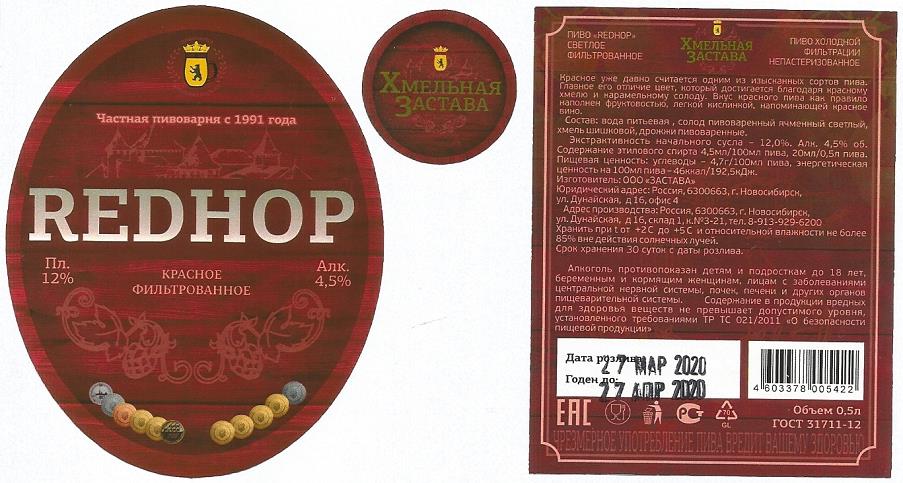 Частная пивоварня с 1991 года
REDHOP
Пл.
12%
КРАСНОЕ
ФИЛЬТРОВАННОЕ
Алк.
4,5%
ХМЕЛЬНАЯ
ЗАСТАВА
ПИВО «REDHOP»
СВЕТЛОЕ
ФИЛЬТРОВАННОЕ
ХМЕЛЬНАЯ
ЗАСТАВА
ПИВО ХОЛОДНОЙ
ФИЛЬТРАЦИИ
НЕПАСТЕРИЗОВАННОЕ
Красное уже давно считается одним из изысканных сортов пива.
Главное его отличие цвет, который достигается благодаря красному
хмелю и карамельному солоду. Вкус красного пива как правило
наполнен фруктовостью, легкой кислинкой, напоминающей красное
вино.
Состав: вода питьевая , солод пивоваренный ячменный светлый,
хмель шишковой, дрожжи пивоваренные.
Экстрактивность начального сусла – 12,0%. Алк. 4,5% об.
Содержание этилового спирта 4,5мл/100мл пива, 20мл/0,5л пива.
Пищевая ценность: углеводы – 4,7г/100мл пива, энергетическая
ценность на 100мл пива – 46ккал/192,5кДж.
Изготовитель: ООО «ЗАСТАВА»
Юридический адрес: Россия, 6300663, г. Новосибирск,
ул. Дунайская, д 16, офис 4
Адрес производства: Россия, 6300663, г. Новосибирск,
ул. Дунайская, д 16, склад 1, к.№3-21, тел. 8-913-929-6200
Хранить при t от +2 С до +5 С и относительной влажности не более
85% вне действия солнечных лучей.
Срок хранения 30 суток с даты розлива.
Алкоголь противопоказан детям и подросткам до 18 лет,
беременным и кормящим женщинам, лицам с заболеваниями
центральной нервной системы, почек, печени и других органов
пищеварительной системы. Содержание в продукции вредных
для здоровья веществ не превышает допустимого уровня,
установленного требованиями ТР ТС 021/2011 «О безопасности
пищевой продукции»
Дата розлива:
27 МАР 2020
Годен до:
27 АПР 2020
4 603378 005422
EAC
РСТ
70
GL
Объем 0,5л
ГОСТ 31711-12
ЧРЕЗМЕРНОЕ УПОТРЕБЛЕНИЕ ПИВА ВРЕДИТ ВАШЕМУ ЗДОРОВЬЮ